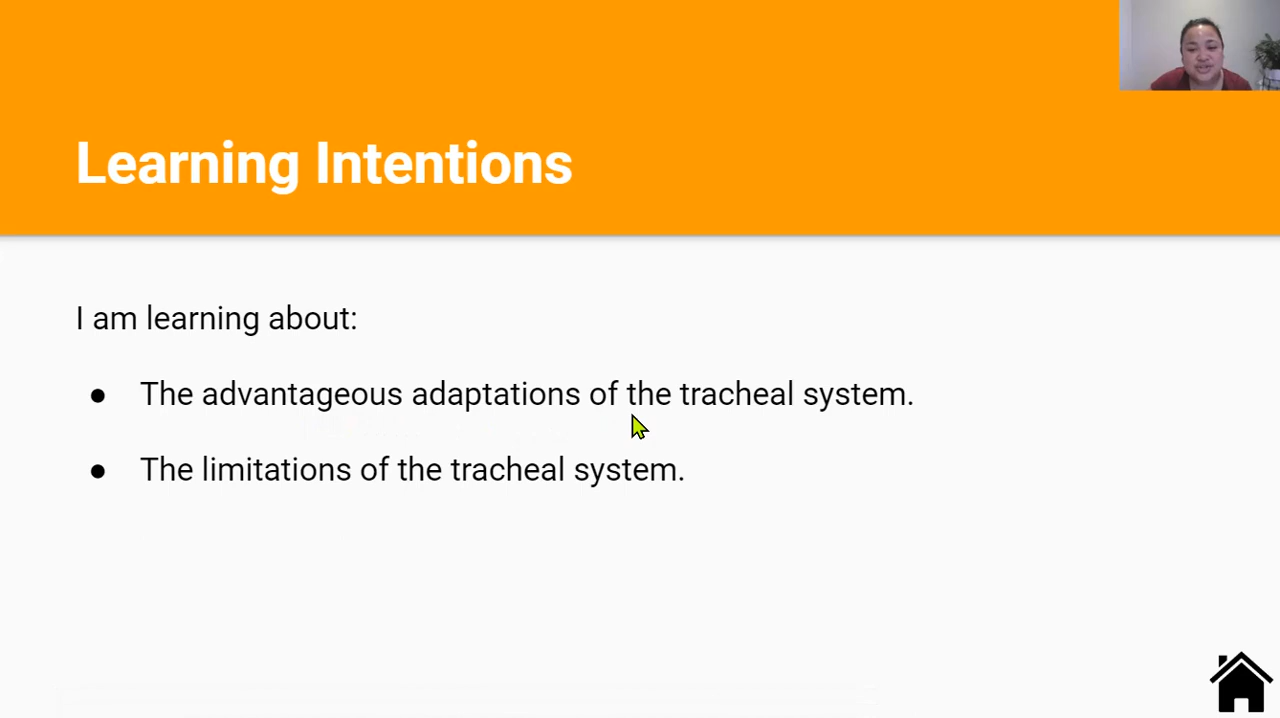 Learning Intentions
I am learning about:
● The advantageous adaptations of the tracheal system.
● The limitations of the tracheal system.